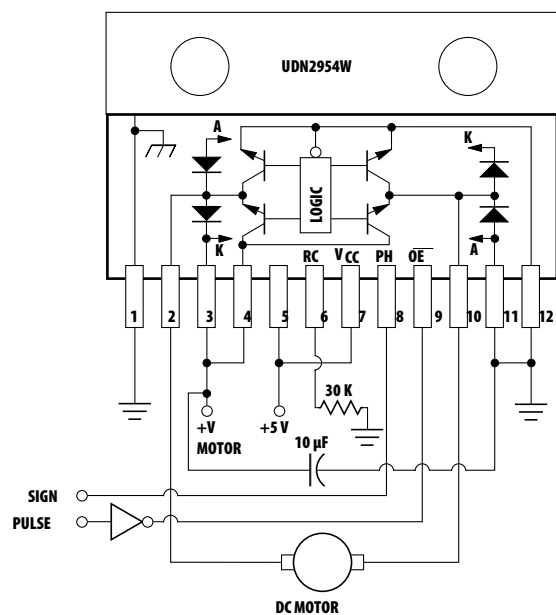 UDN2954W
A
K
K
A
LOGIC
RC
VCC
PH
OE
1
2
3
4
5
6
7
8
9
10
11
12
30 K
+V
MOTOR
+5 V
10 µF
SIGN
PULSE
DC MOTOR